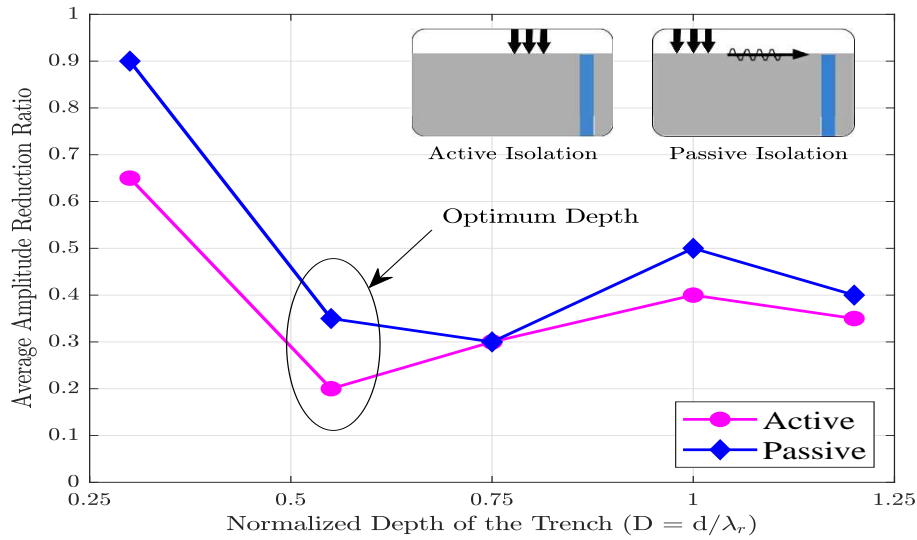 1
0.9
0.8
0.7
0.6
0.5
0.4
0.3
0.2
0.1
0
Average Amplitude Reduction Ratio
Active Isolation
Passive Isolation
Optimum Depth
Active
Passive
0.25
0.5
0.75
1
1.25
Normalized Depth of the Trench (D = d/λᵣ)